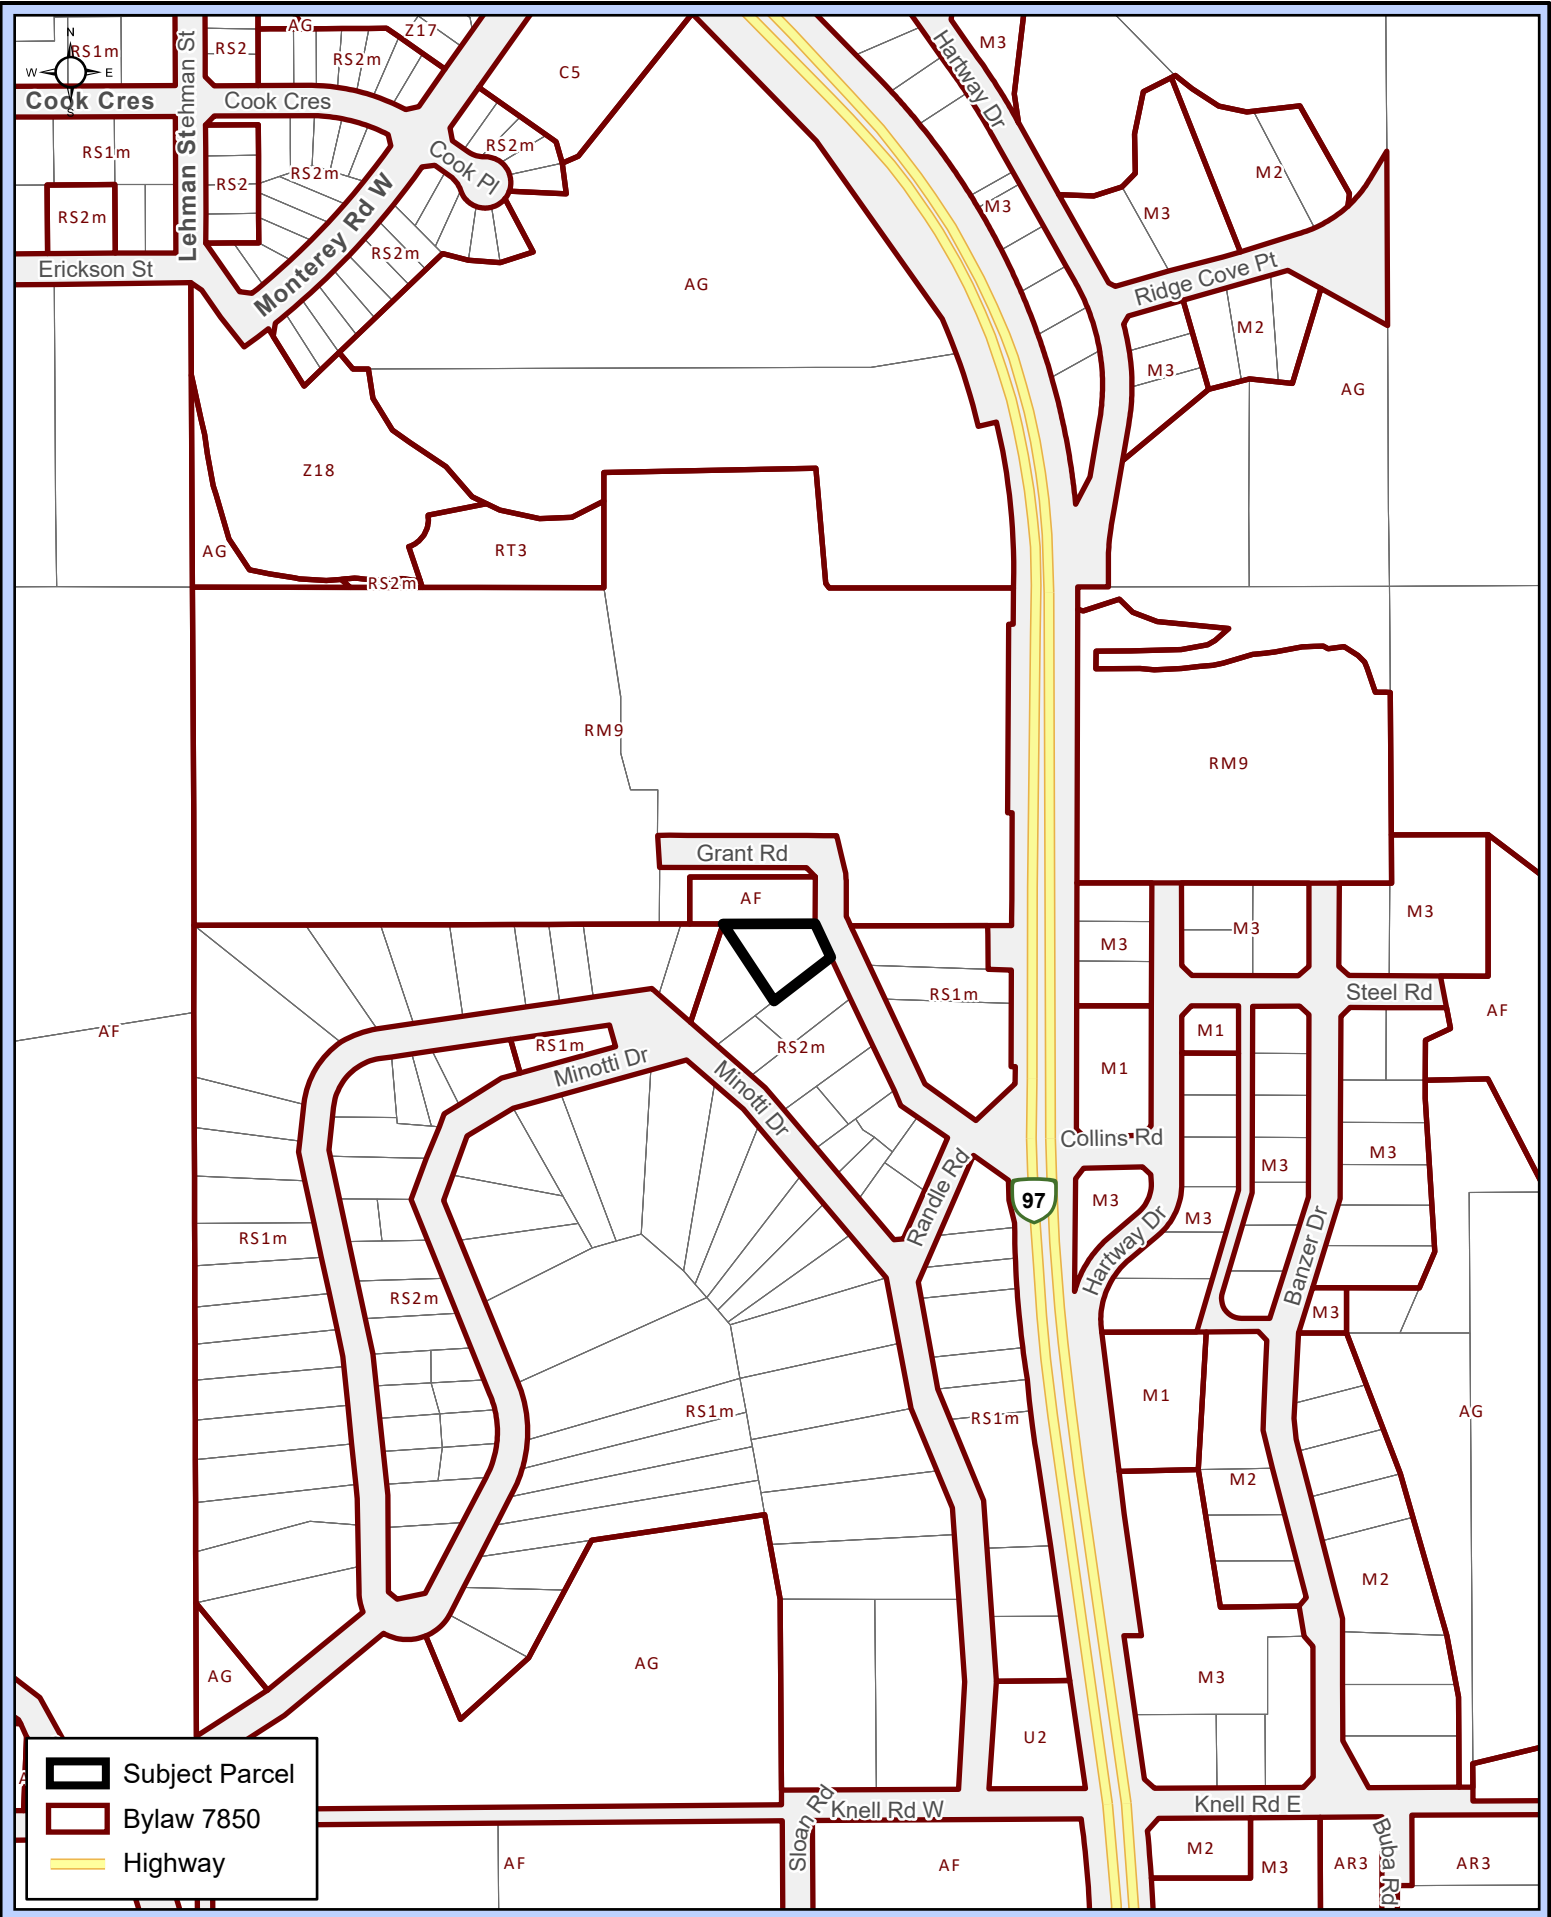 AG
Z17
N
RS1m
RS2
RS2m
M3
C5
W
E
S
Lehman St
Hartway Dr
Cook Cres
Cook Cres
RS1m
RS2m
Cook Pl
RS2m
M2
RS2
RS2m
Lehman St
Monterey Rd W
M3
M3
RS2m
Erickson St
AG
Ridge Cove Pt
M2
M3
AG
Z18
AG
RT3
RS2m
RM9
RM9
Grant Rd
AF
M3
M3
M3
RS1m
Steel Rd
AF
AF
M1
RS1m
RS2m
Minotti Dr
M1
Minotti Dr
Collins Rd
M3
M3
Randle Rd
97
M3
M3
Hartway Dr
Banzer Dr
RS1m
RS2m
M3
M1
RS1m
RS1m
AG
M2
M2
AG
AG
M3
U2
Subject Parcel
Bylaw 7850
Highway
Sloan Rd
Knell Rd W
Knell Rd E
Buba Rd
AF
AF
M2
M3
AR3
AR3